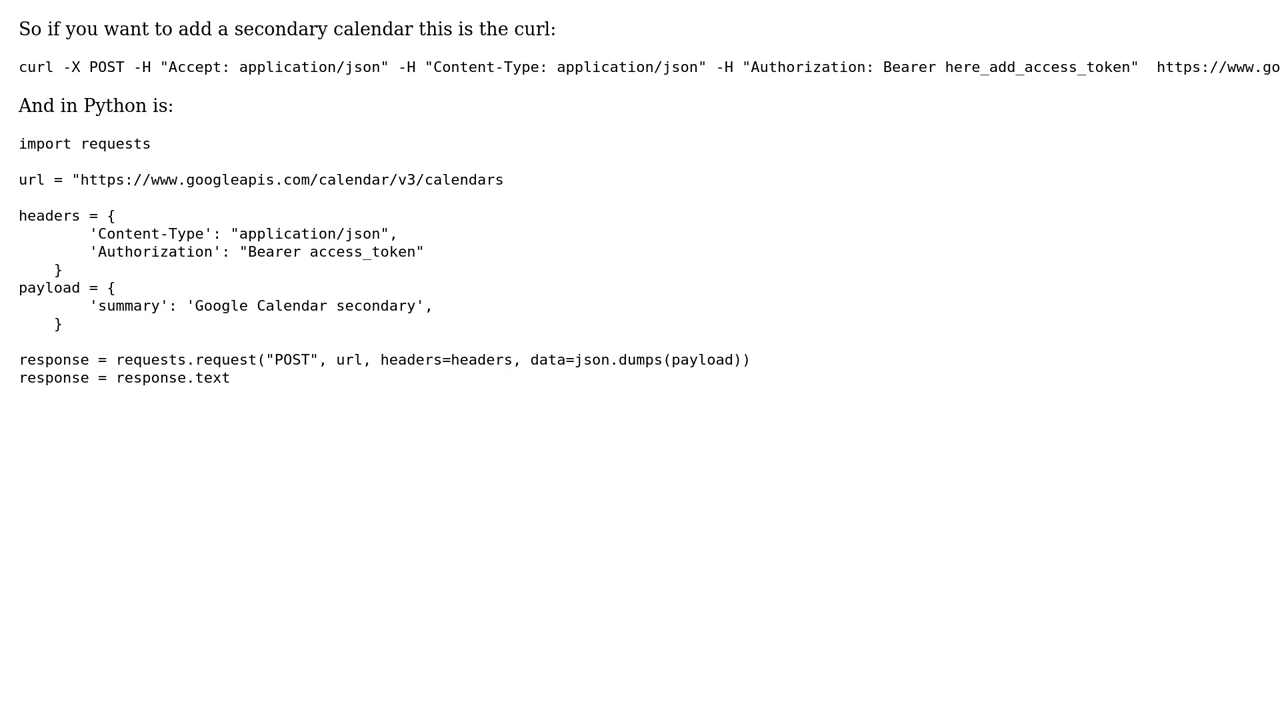 So if you want to add a secondary calendar this is the curl:
curl -X POST -H "Accept: application/json" -H "Content-Type: application/json" -H "Authorization: Bearer here_add_access_token"  https://www.go
And in Python is:
import requests
url = "https://www.googleapis.com/calendar/v3/calendars
headers = {
        'Content-Type': "application/json",
        'Authorization': "Bearer access_token"
    }
payload = {
        'summary': 'Google Calendar secondary',
    }
response = requests.request("POST", url, headers=headers, data=json.dumps(payload))
response = response.text